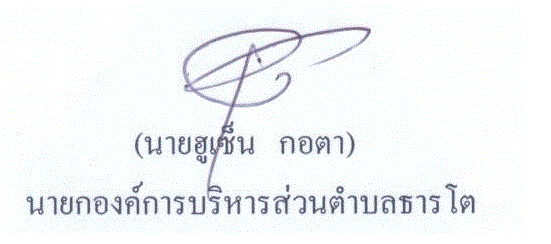 (นายฮูเซ็น กอตา)
นายกองค์การบริหารส่วนตำบลธารโต